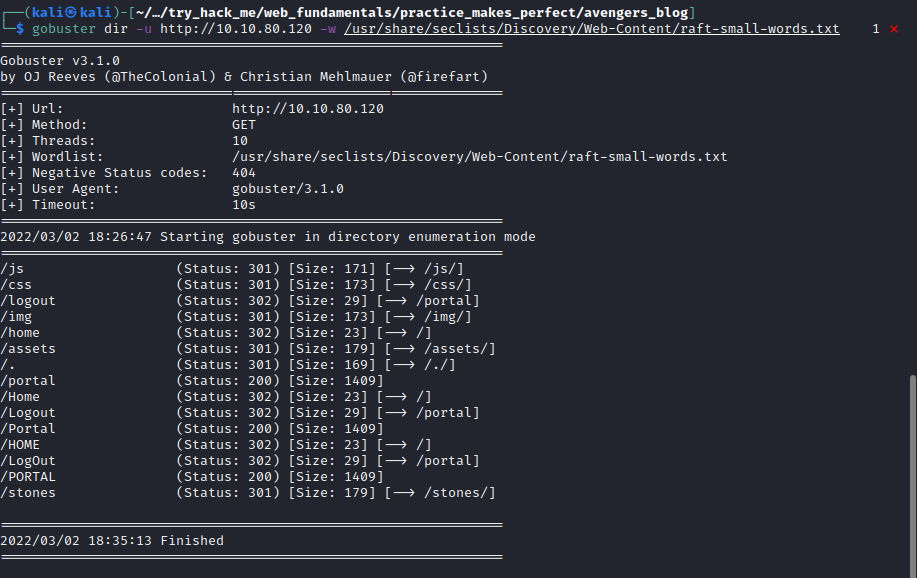 ┌──(kali㉿kali)-[~/…/try_hack_me/web_fundamentals/practice_makes_perfect/avengers_blog]
└─$ gobuster dir -u http://10.10.80.120 -w /usr/share/seclists/Discovery/Web-Content/raft-small-words.txt 1 ⨯
===============================================================
Gobuster v3.1.0
by OJ Reeves (@TheColonial) & Christian Mehlmauer (@firefart)
===============================================================
[+] Url: http://10.10.80.120
[+] Method: GET
[+] Threads: 10
[+] Wordlist: /usr/share/seclists/Discovery/Web-Content/raft-small-words.txt
[+] Negative Status codes: 404
[+] User Agent: gobuster/3.1.0
[+] Timeout: 10s
===============================================================
2022/03/02 18:26:47 Starting gobuster in directory enumeration mode
===============================================================
/js (Status: 301) [Size: 171] [--> /js/]
/css (Status: 301) [Size: 173] [--> /css/]
/logout (Status: 302) [Size: 29] [--> /portal]
/img (Status: 301) [Size: 173] [--> /img/]
/home (Status: 302) [Size: 23] [--> /]
/assets (Status: 301) [Size: 179] [--> /assets/]
/. (Status: 301) [Size: 169] [--> /./]
/portal (Status: 200) [Size: 1409]
/Home (Status: 302) [Size: 23] [--> /]
/Logout (Status: 302) [Size: 29] [--> /portal]
/Portal (Status: 200) [Size: 1409]
/HOME (Status: 302) [Size: 23] [--> /]
/LogOut (Status: 302) [Size: 29] [--> /portal]
/PORTAL (Status: 200) [Size: 1409]
/stones (Status: 301) [Size: 179] [--> /stones/]
===============================================================
2022/03/02 18:35:13 Finished
===============================================================